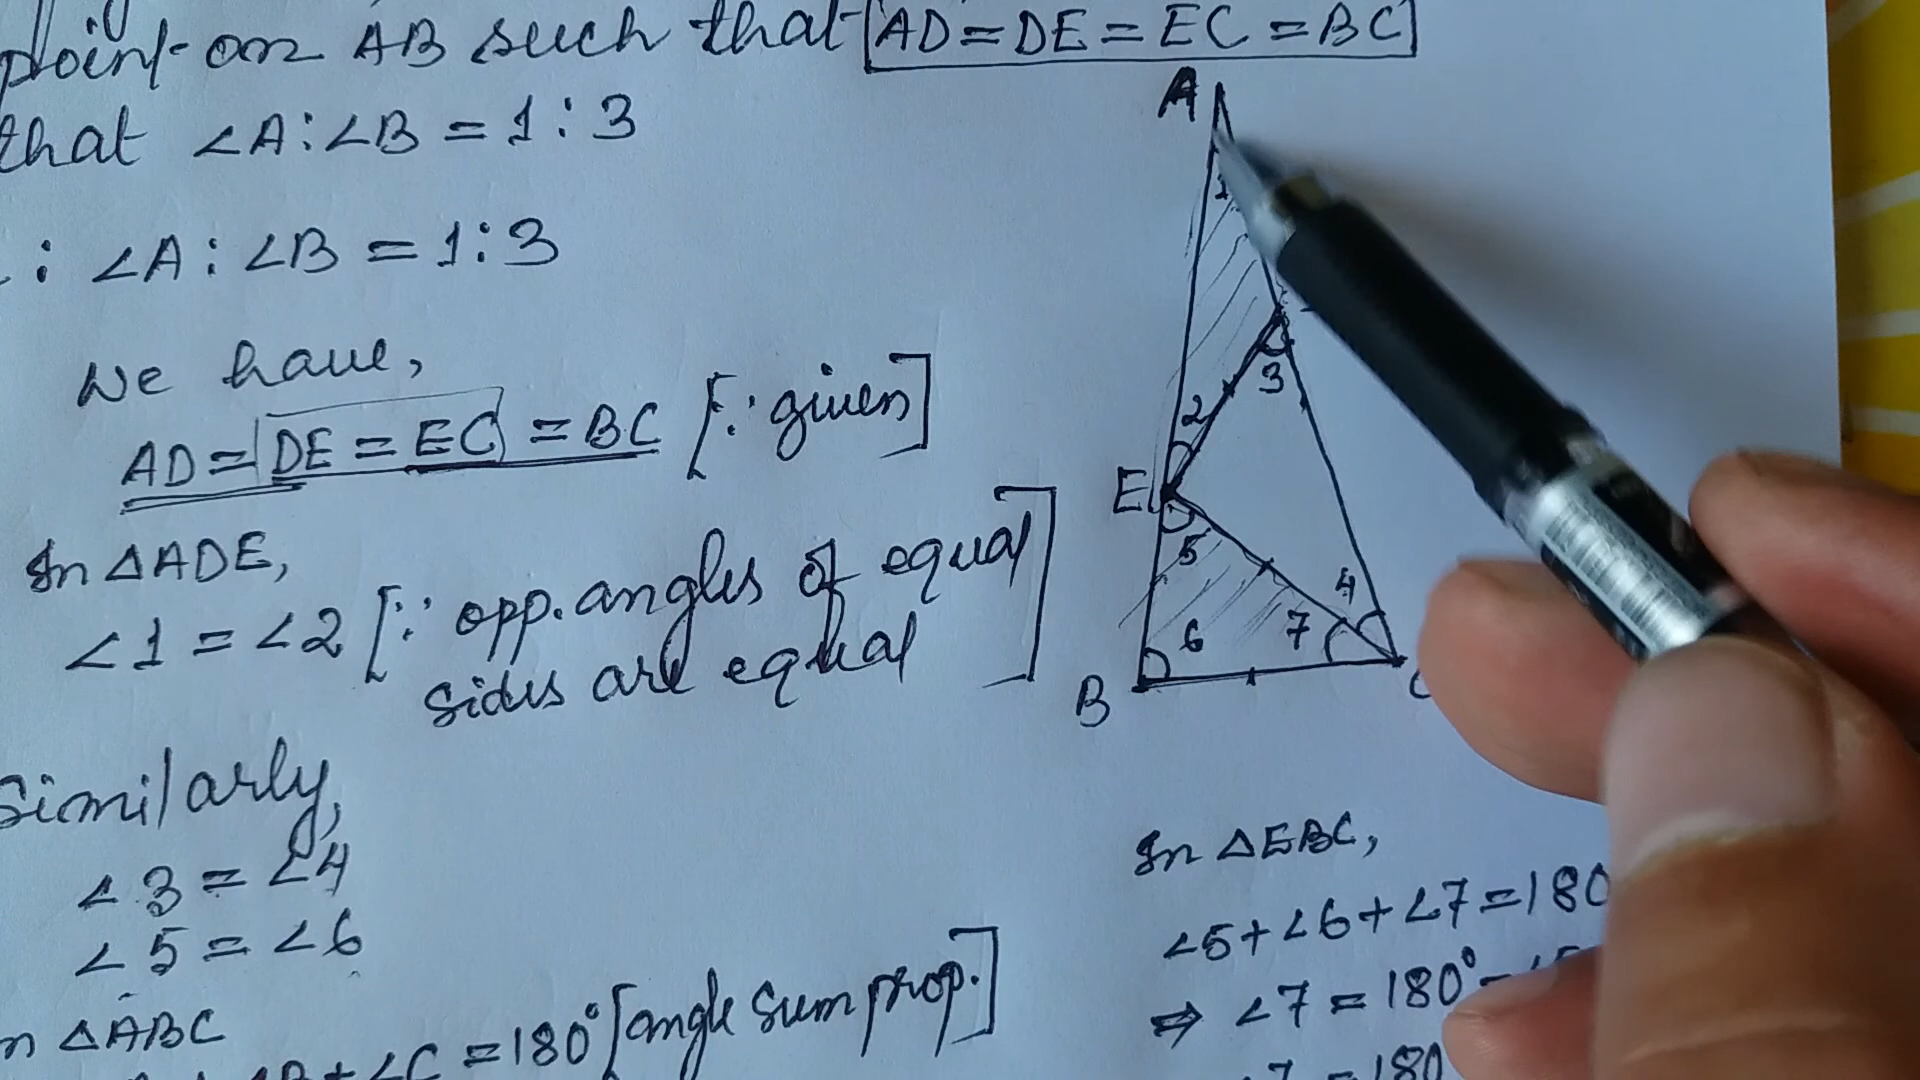 point on AB such that AD = DE = EC = BC
that ∠A : ∠B = 1 : 3
: ∠A : ∠B = 1 : 3
We have,
AD = DE = EC = BC [∵ given]
In △ADE,
∠1 = ∠2 [∵ opp. angles of equal
sides are equal]
Similarly,
∠3 = ∠4
∠5 = ∠6
n △ABC
∠B + ∠C = 180° [angle sum prop.]
A
1
2
3
E
5
4
6
7
B
C
In △EBC,
∠5 + ∠6 + ∠7 = 180
⇒ ∠7 = 180° -
∠7 = 180